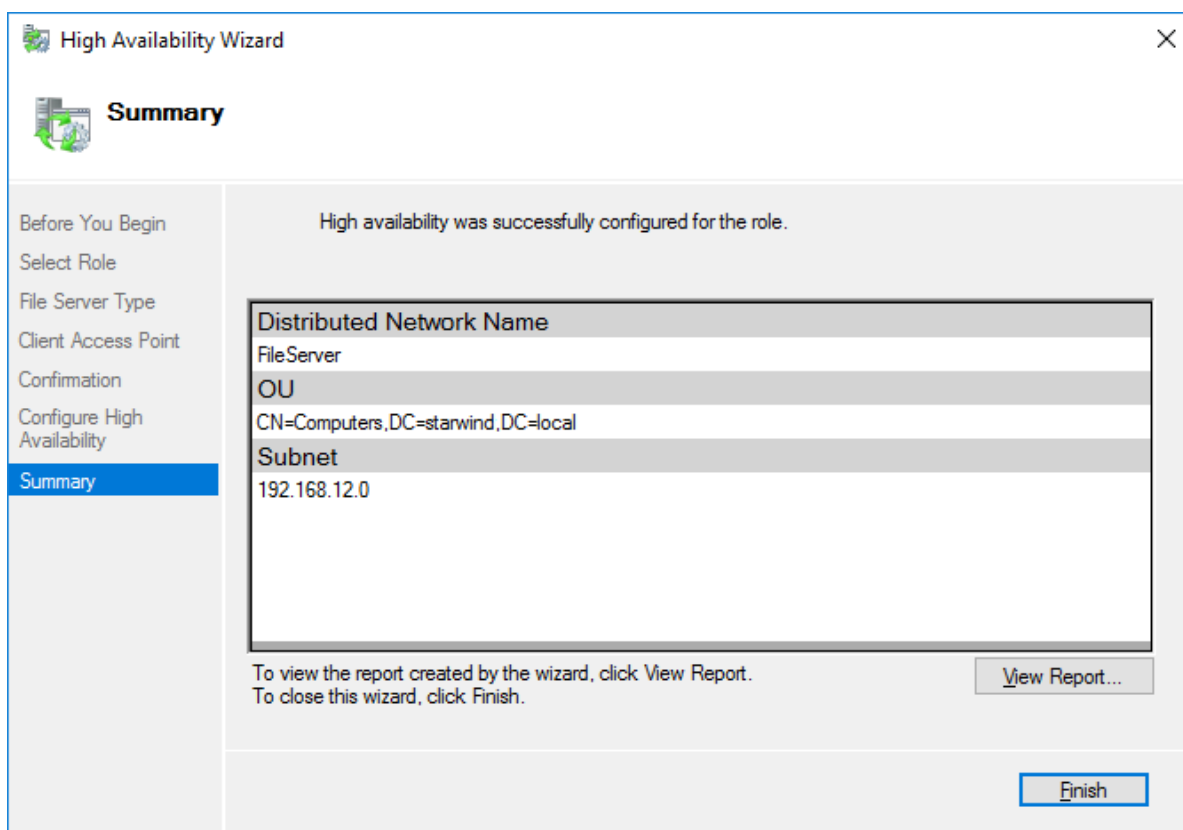 High Availability Wizard
Summary
Before You Begin
Select Role
File Server Type
Client Access Point
Confirmation
Configure High
Availability
Summary
High availability was successfully configured for the role.
Distributed Network Name
FileServer
OU
CN=Computers,DC=starwind,DC=local
Subnet
192.168.12.0
To view the report created by the wizard, click View Report.
To close this wizard, click Finish.
View Report...
Finish